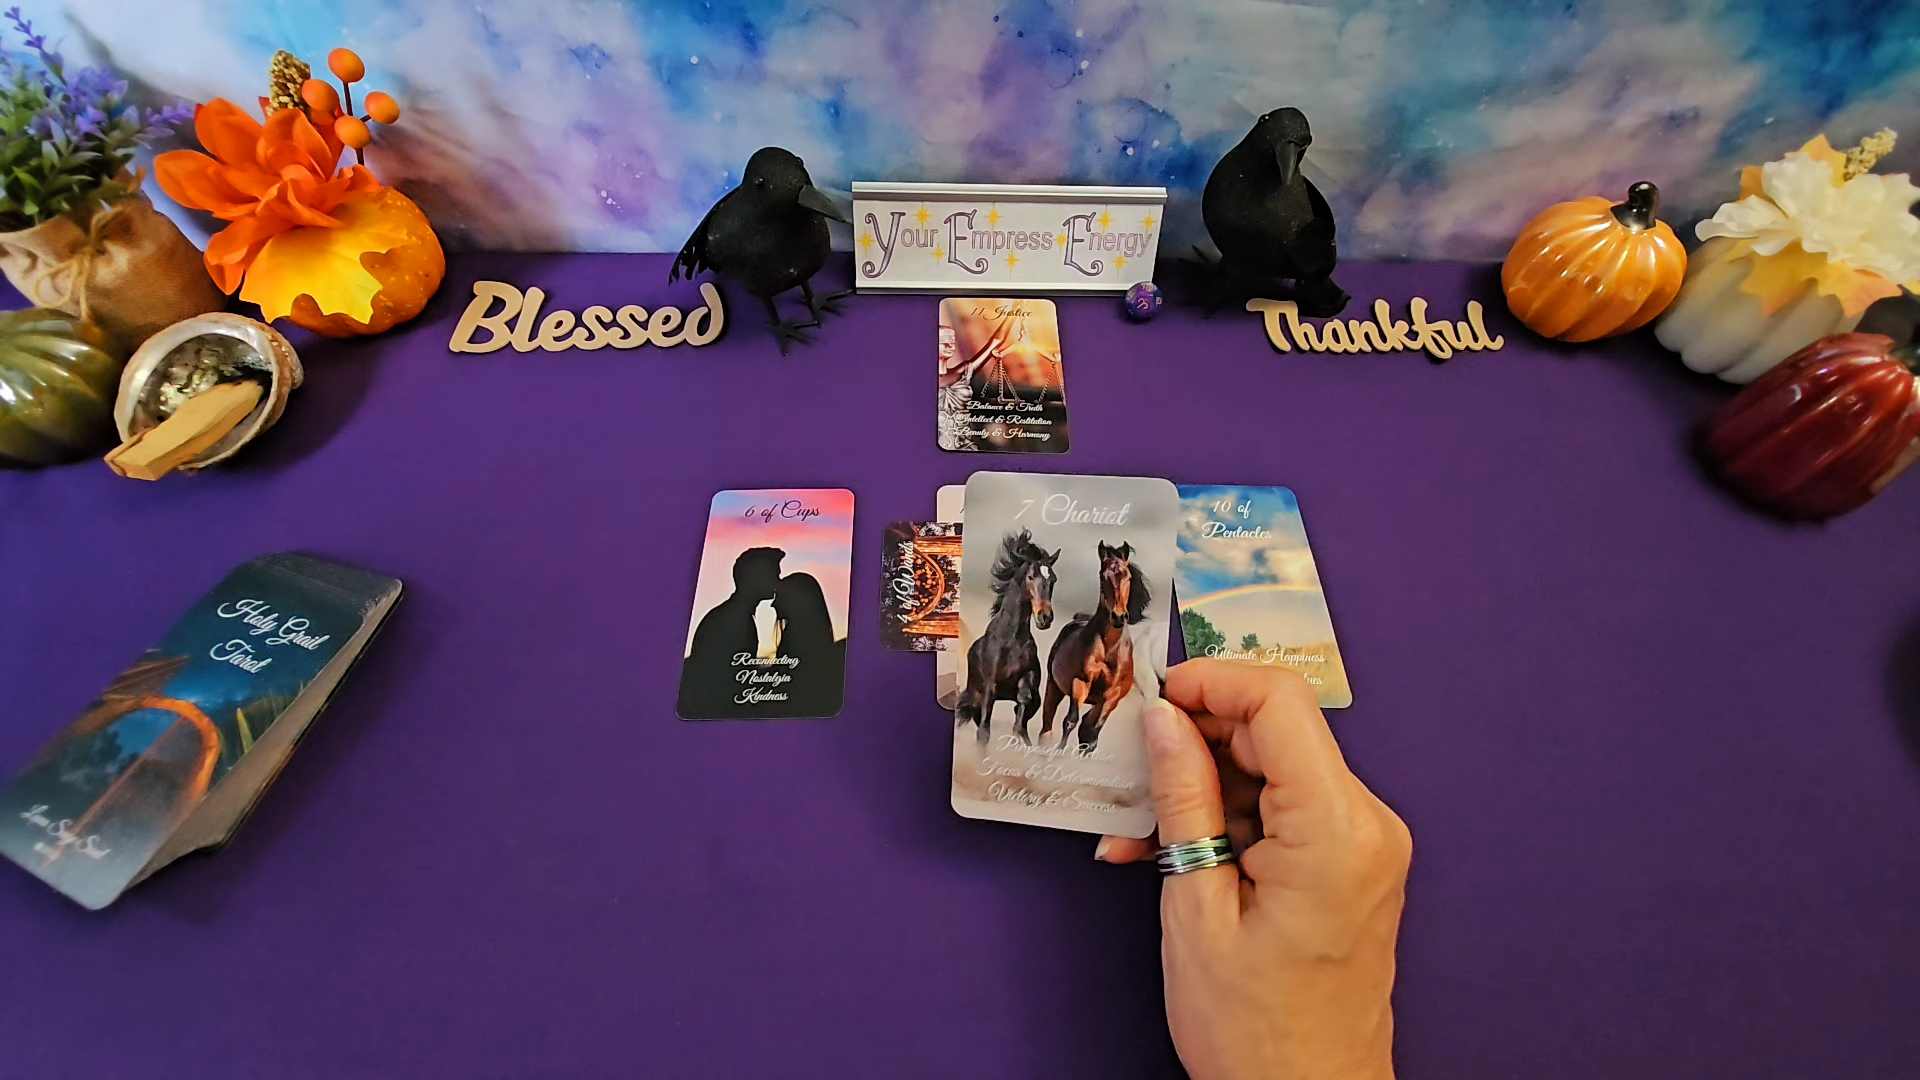 Your Empress Energy
Blessed
Thankful
11 Justice
Balance & Truth
Intellect & Restitution
Beauty & Harmony
6 of Cups
Reconnecting
Nostalgia
Kindness
4 of Wands
7 Chariot
Purposeful Action
Focus & Determination
Victory & Success
10 of
Pentacles
Ultimate Happiness
Holy Grail
Tarot